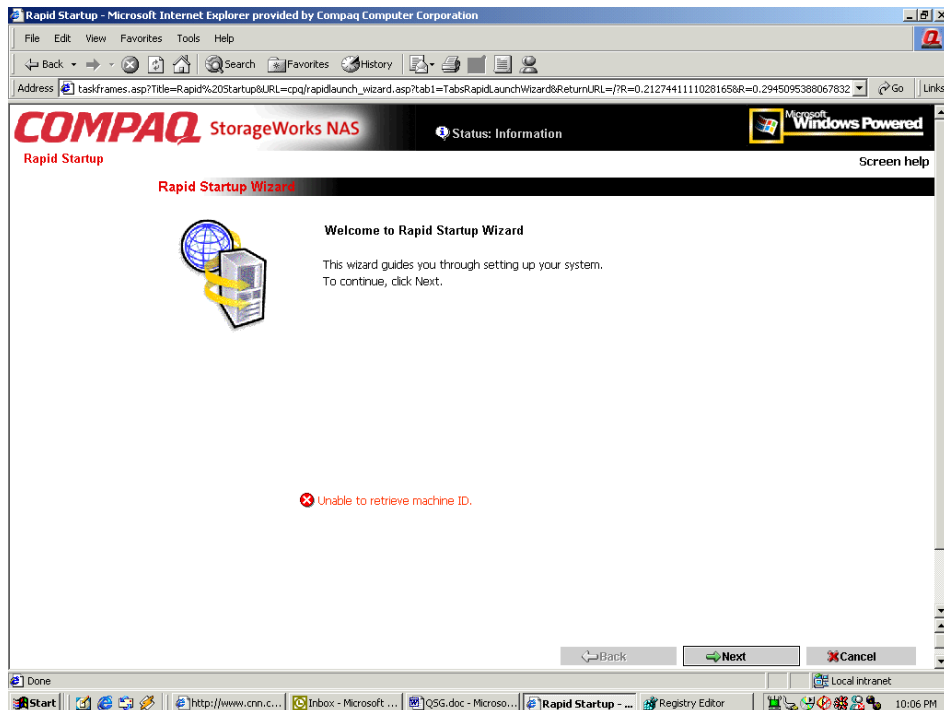 Rapid Startup - Microsoft Internet Explorer provided by Compaq Computer Corporation
File Edit View Favorites Tools Help
Back Search Favorites History
Address taskframes.asp?Title=Rapid%20Startup&URL=cpq/rapidlaunch_wizard.asp?tab1=TabsRapidLaunchWizard&ReturnURL=/?R=0.2127441111028165&R=0.2945095388067832 Go Links
COMPAQ StorageWorks NAS Status: Information Microsoft Windows Powered
Rapid Startup Screen help
Rapid Startup Wizard
Welcome to Rapid Startup Wizard
This wizard guides you through setting up your system.
To continue, click Next.
Unable to retrieve machine ID.
Back Next Cancel
Done Local intranet
Start http://www.cnn.c... Inbox - Microsoft ... QSG.doc - Microso... Rapid Startup - ... Registry Editor 10:06 PM